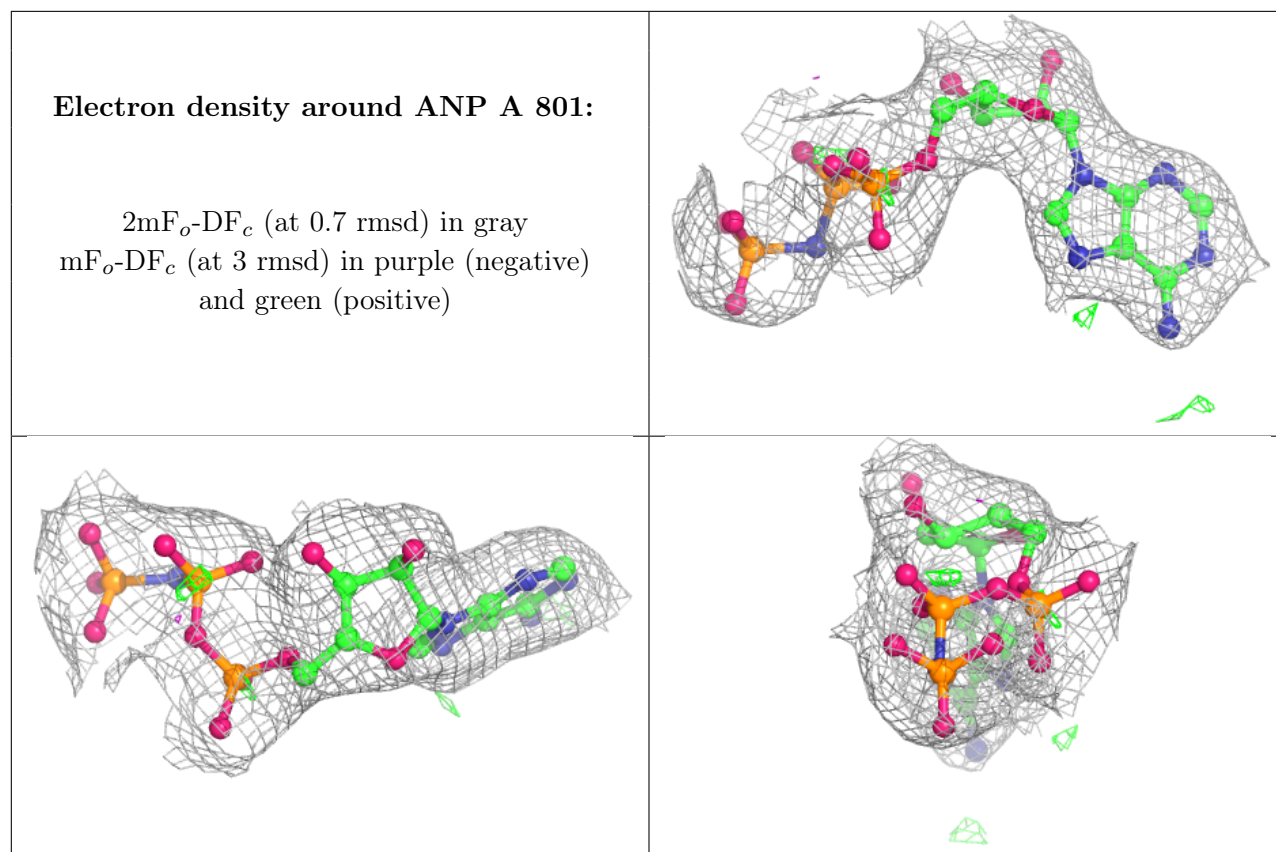 Electron density around ANP A 801:
2mFo-DFc (at 0.7 rmsd) in gray
mFo-DFc (at 3 rmsd) in purple (negative)
and green (positive)